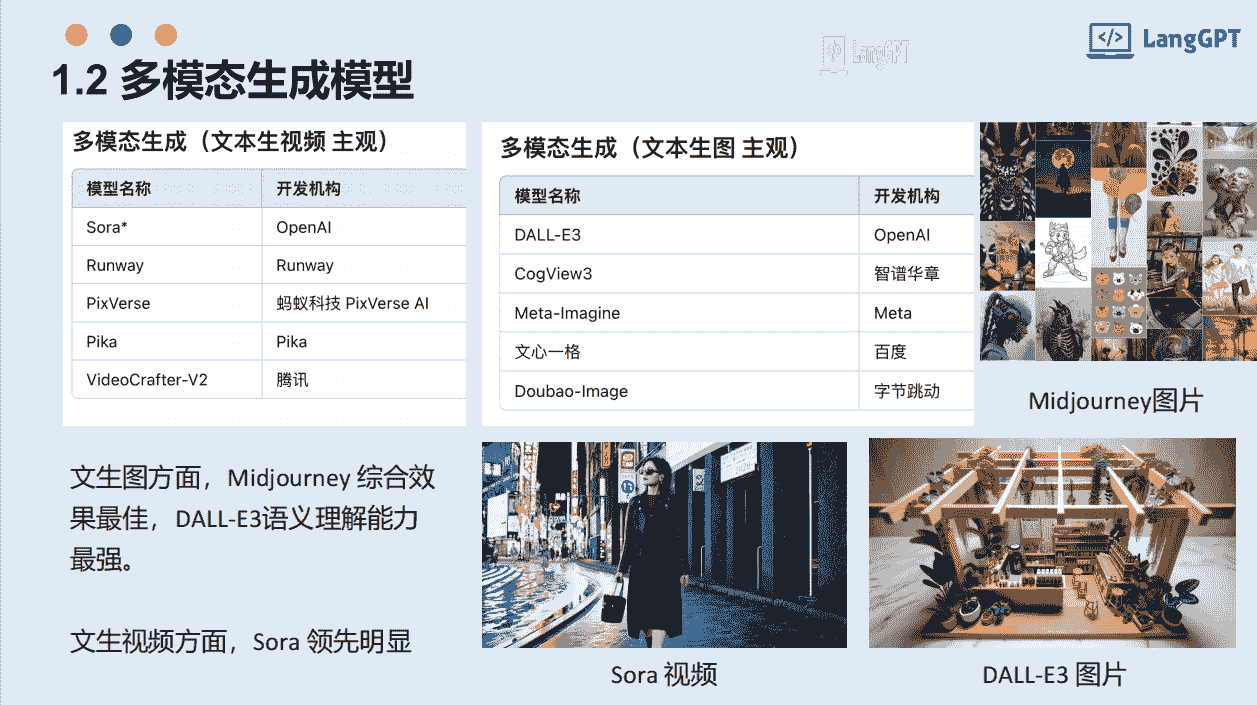 LangGPT
LangGPT
1.2 多模态生成模型
多模态生成（文本生视频 主观）
模型名称 开发机构
Sora* OpenAI
Runway Runway
PixVerse 蚂蚁科技 PixVerse AI
Pika Pika
VideoCrafter-V2 腾讯
多模态生成（文本生图 主观）
模型名称 开发机构
DALL-E3 OpenAI
CogView3 智谱华章
Meta-Imagine Meta
文心一格 百度
Doubao-Image 字节跳动
Midjourney图片
文生图方面，Midjourney 综合效
果最佳，DALL-E3语义理解能力
最强。
文生视频方面，Sora 领先明显
Sora 视频
DALL-E3 图片